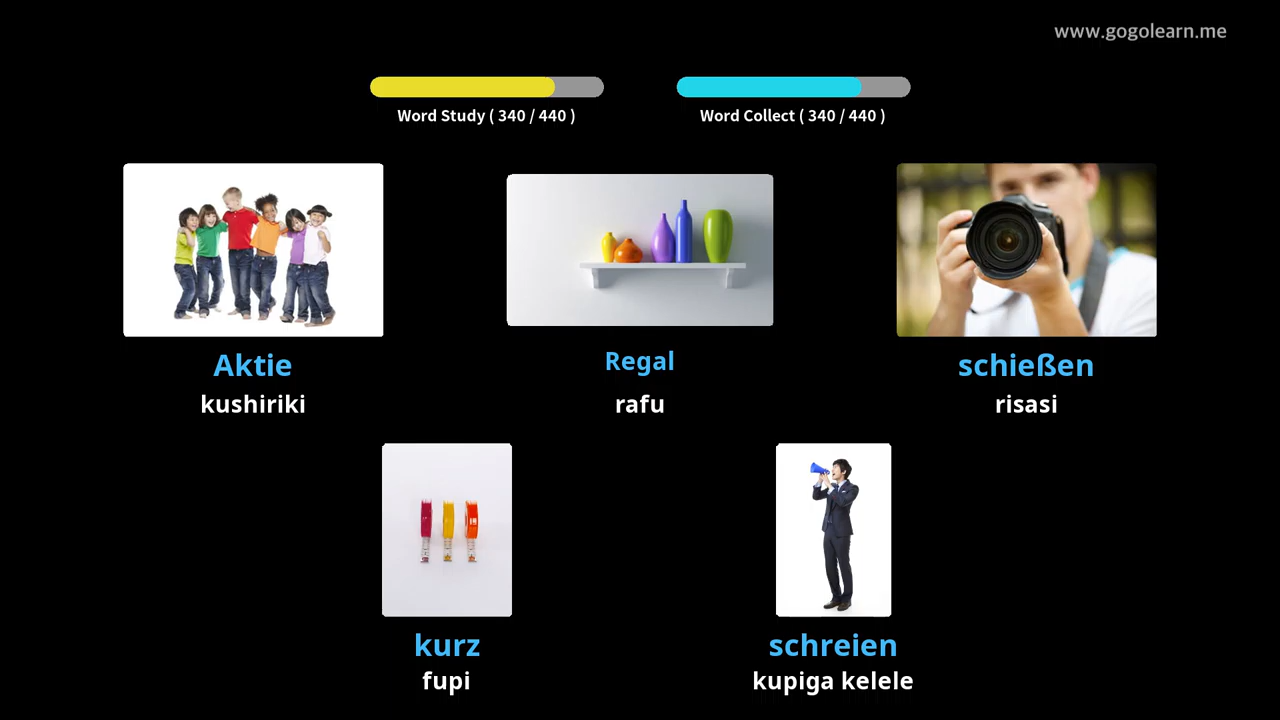 www.gogolearn.me
Word Study ( 340 / 440 )
Word Collect ( 340 / 440 )
Aktie
kushiriki
Regal
rafu
schießen
risasi
kurz
fupi
schreien
kupiga kelele